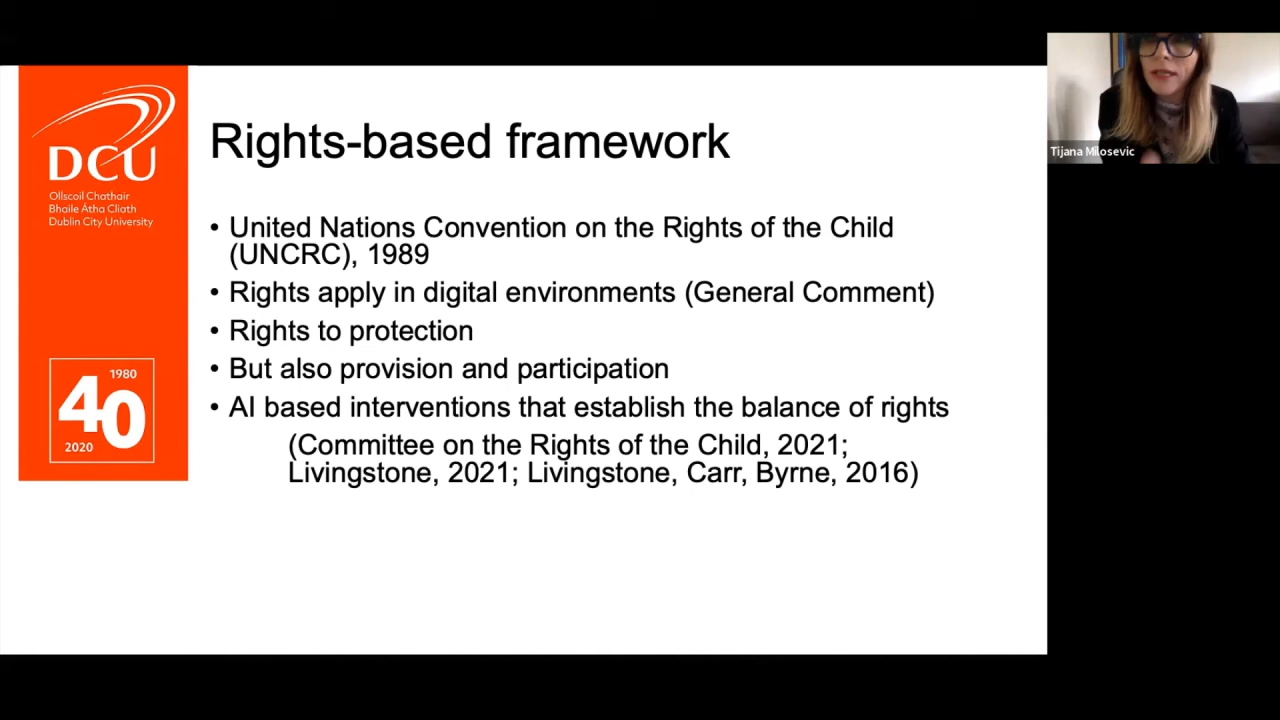 DCU
Ollscoil Chathair
Bhaile Átha Cliath
Dublin City University
1980
40
2020
Rights-based framework
• United Nations Convention on the Rights of the Child
(UNCRC), 1989
• Rights apply in digital environments (General Comment)
• Rights to protection
• But also provision and participation
• AI based interventions that establish the balance of rights
(Committee on the Rights of the Child, 2021;
Livingstone, 2021; Livingstone, Carr, Byrne, 2016)
Tijana Milosevic